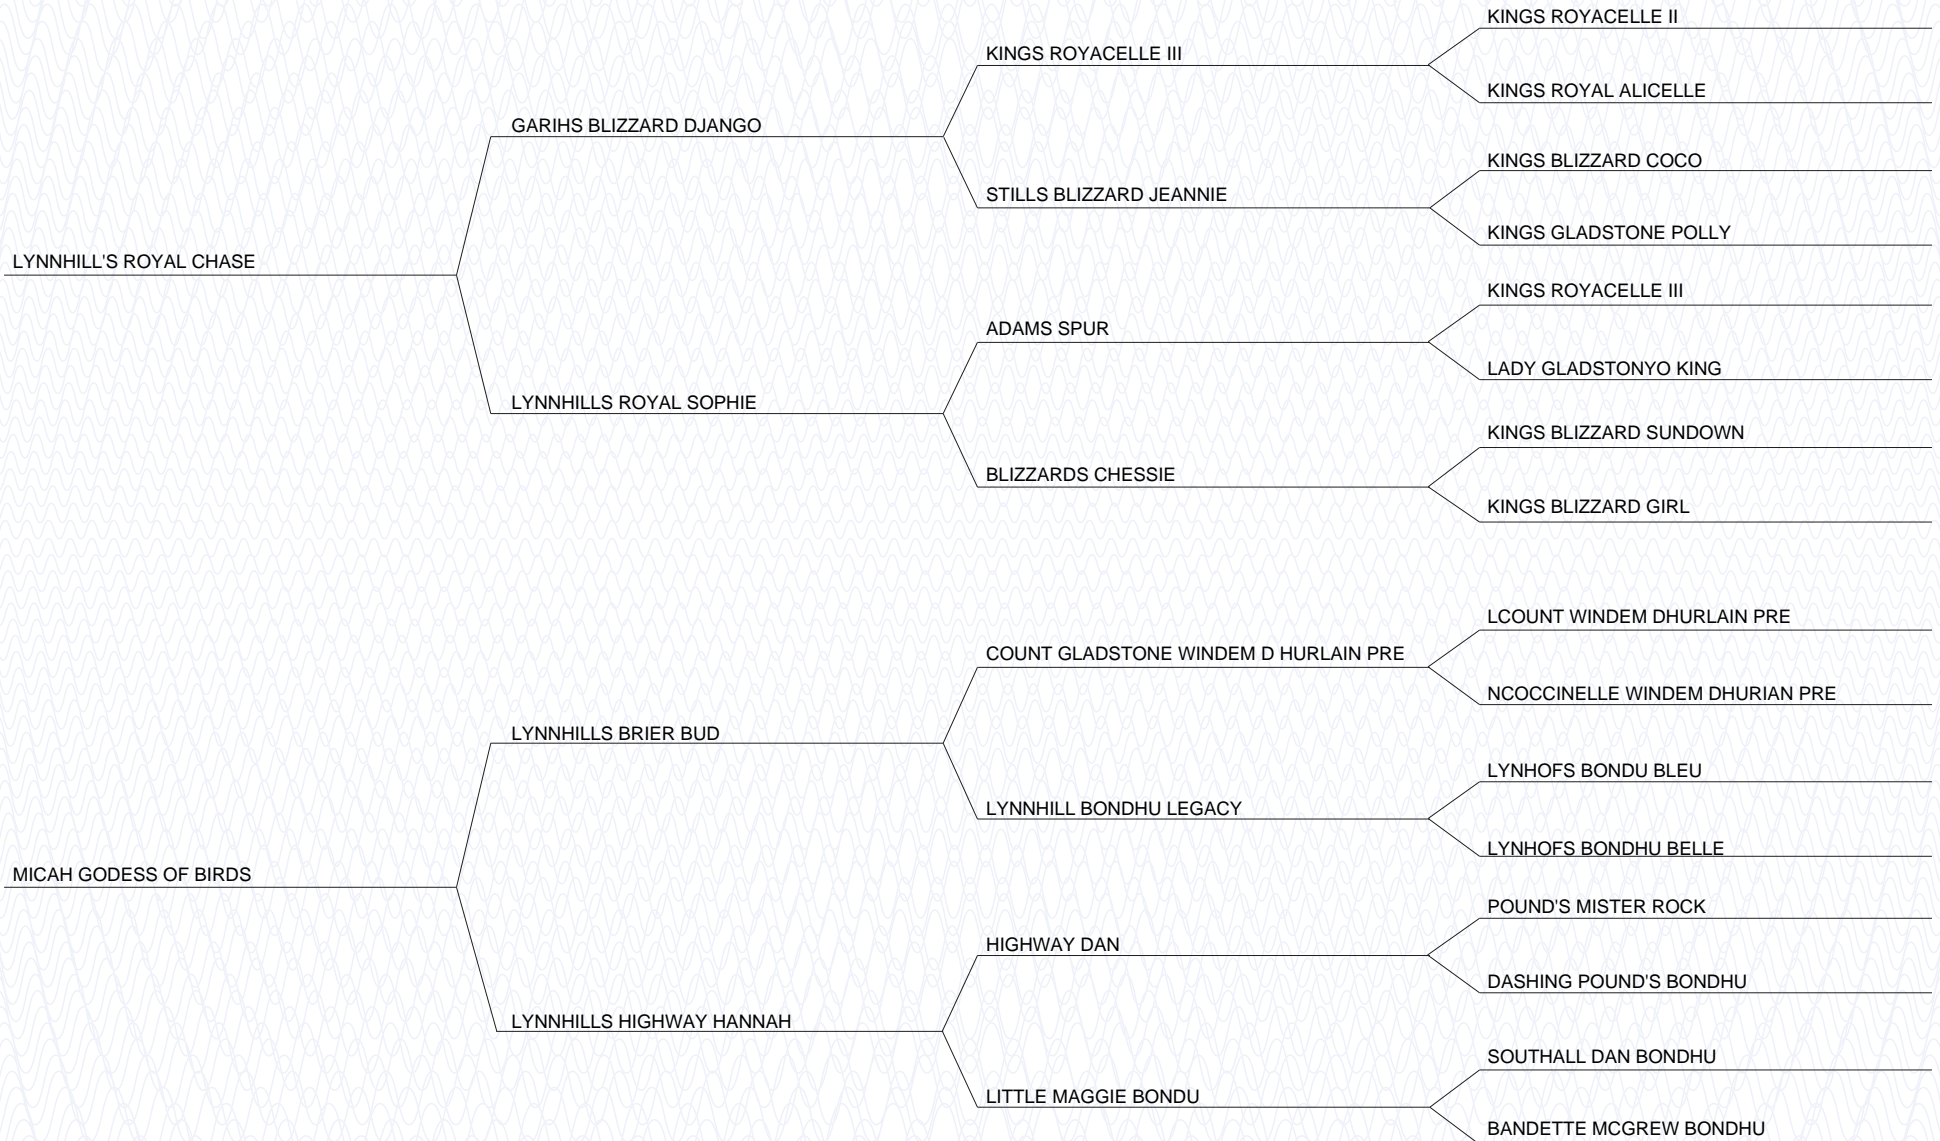 KINGS ROYACELLE II
KINGS ROYACELLE III
KINGS ROYAL ALICELLE
GARIHS BLIZZARD DJANGO
KINGS BLIZZARD COCO
STILLS BLIZZARD JEANNIE
KINGS GLADSTONE POLLY
LYNNHILL'S ROYAL CHASE
KINGS ROYACELLE III
ADAMS SPUR
LADY GLADSTONYO KING
LYNNHILLS ROYAL SOPHIE
KINGS BLIZZARD SUNDOWN
BLIZZARDS CHESSIE
KINGS BLIZZARD GIRL
LCOUNT WINDEM DHURLAIN PRE
COUNT GLADSTONE WINDEM D HURLAIN PRE
NCOCCINELLE WINDEM DHURIAN PRE
LYNNHILLS BRIER BUD
LYNHOFS BONDU BLEU
LYNNHILL BONDHU LEGACY
LYNHOFS BONDHU BELLE
MICAH GODESS OF BIRDS
POUND'S MISTER ROCK
HIGHWAY DAN
DASHING POUND'S BONDHU
LYNNHILLS HIGHWAY HANNAH
SOUTHALL DAN BONDHU
LITTLE MAGGIE BONDU
BANDETTE MCGREW BONDHU